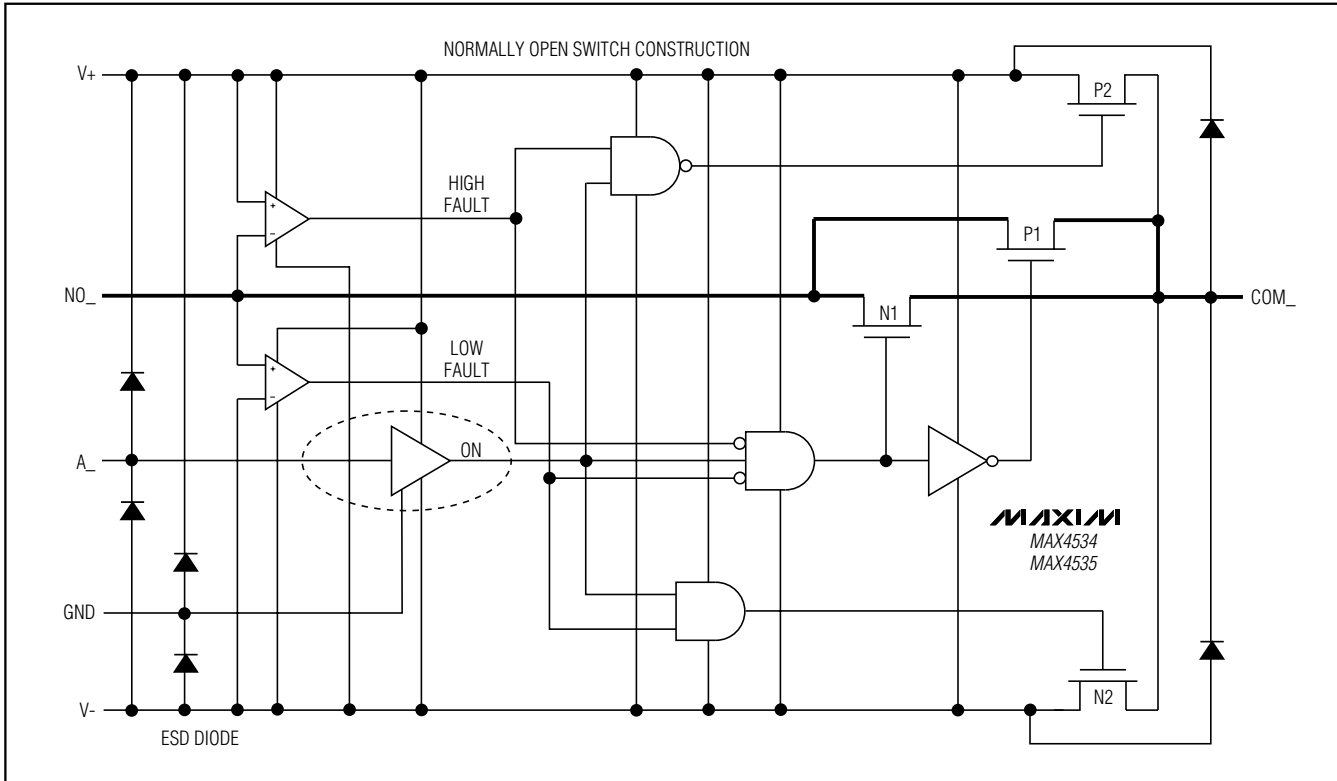 NORMALLY OPEN SWITCH CONSTRUCTION
V+
P2
HIGH
FAULT
+
−
P1
NO_
COM_
N1
LOW
FAULT
+
−
ON
A_
MAXIM
MAX4534
MAX4535
GND
N2
V-
ESD DIODE